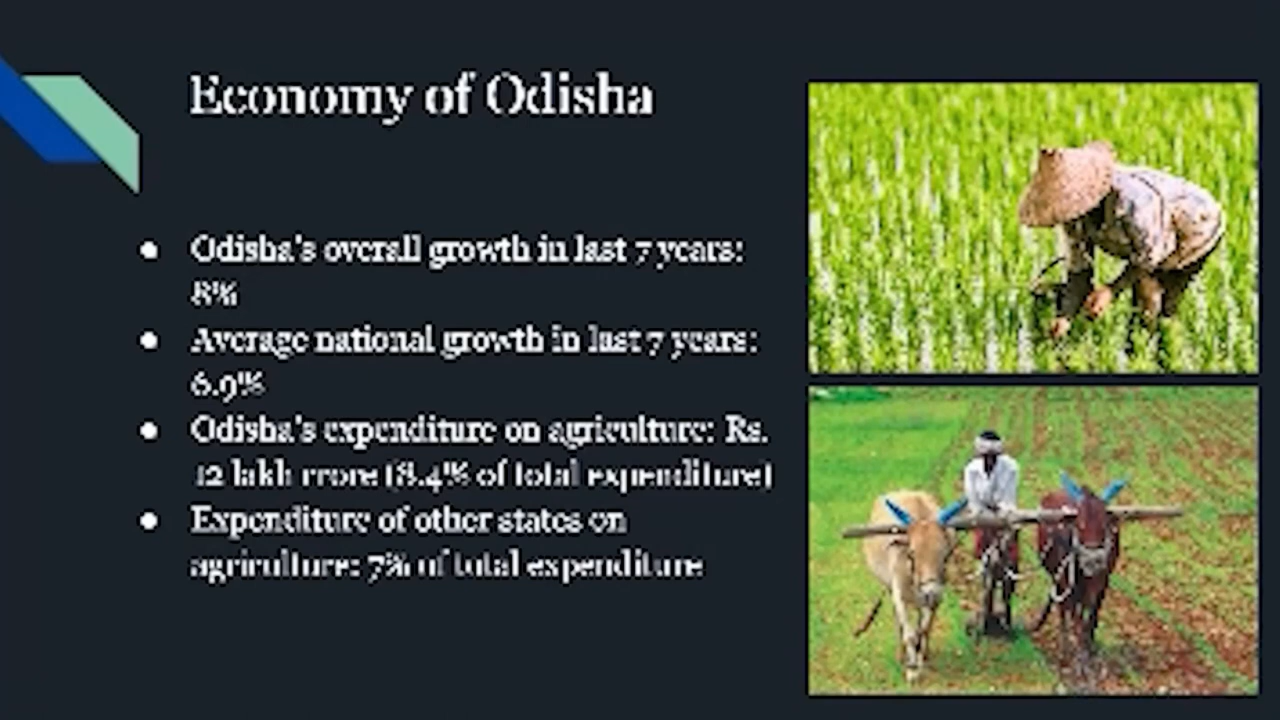 Economy of Odisha
● Odisha's overall growth in last 7 years:
8%
● Average national growth in last 7 years:
6.9%
● Odisha's expenditure on agriculture: Rs.
12 lakh crore (8.4% of total expenditure)
● Expenditure of other states on
agriculture: 7% of total expenditure